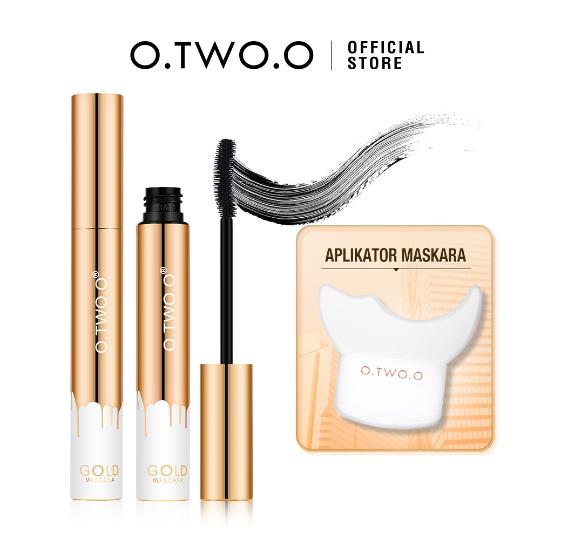 O.TWO.O
OFFICIAL
STORE
O.TWO.O®
GOLD
MASCARA
O.TWO.O®
GOLD
MASCARA
APLIKATOR MASKARA
O.TWO.O